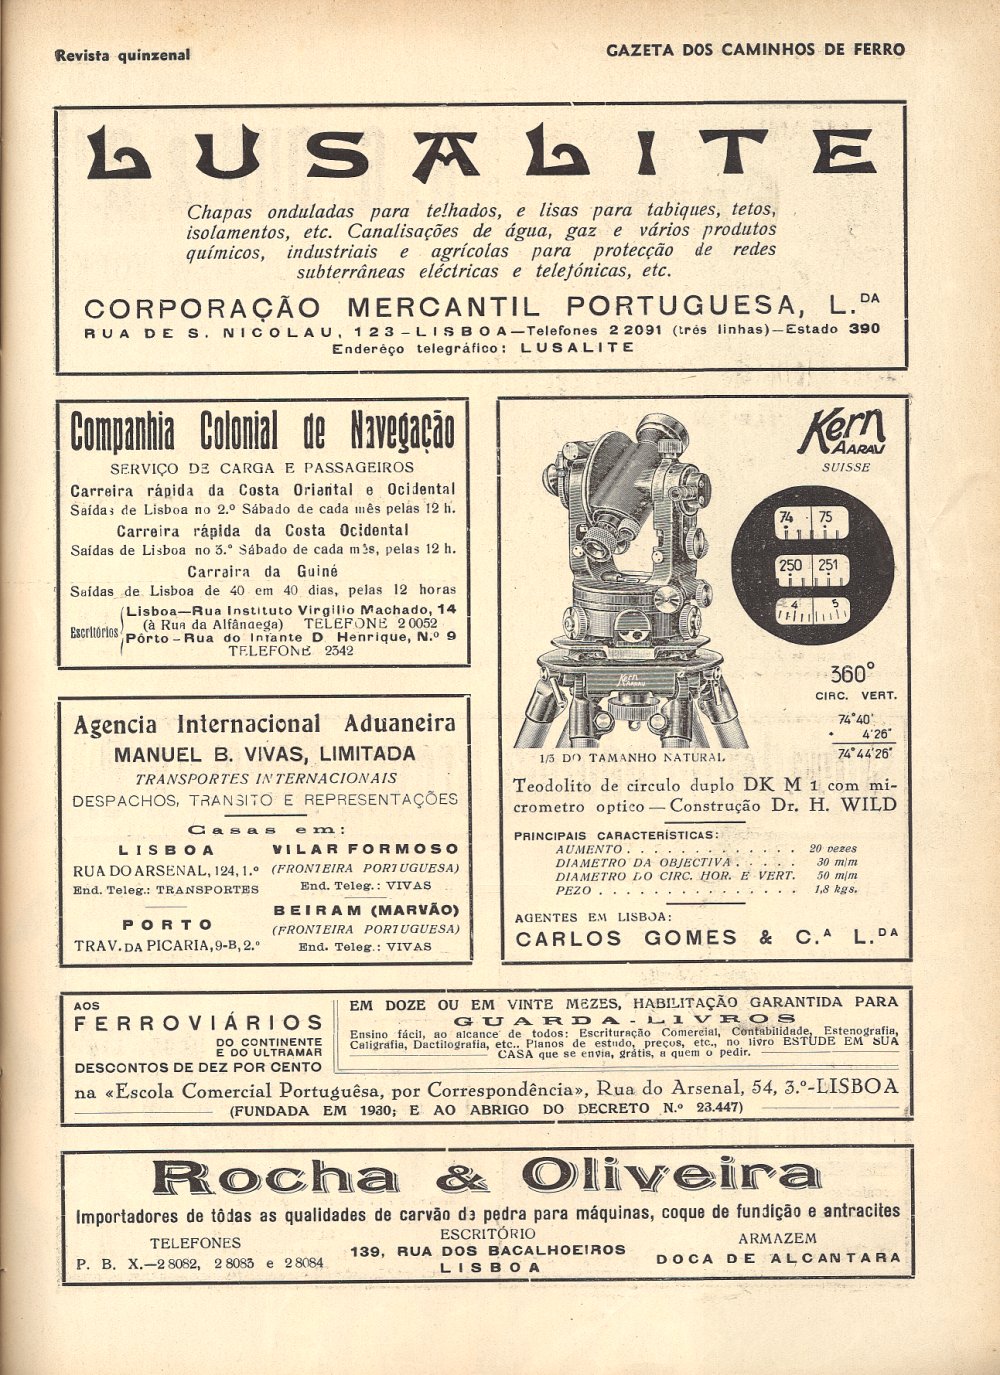 Revista quinzenal
GAZETA DOS CAMINHOS DE FERRO
LUSALITE
Chapas onduladas para telhados, e lisas para tabiques, tetos,
isolamentos, etc. Canalisações de água, gaz e vários produtos
químicos, industriais e agrícolas para protecção de redes
subterrâneas eléctricas e telefónicas, etc.
CORPORAÇÃO MERCANTIL PORTUGUESA, L.DA
RUA DE S. NICOLAU, 123–LISBOA—Telefones 2 2091 (três linhas)—Estado 390
Enderêço telegráfico: LUSALITE
Companhia Colonial de Navegação
SERVIÇO DE CARGA E PASSAGEIROS
Carreira rápida da Costa Oriantal e Ocidental
Saídas de Lisboa no 2.º Sábado de cada mês pelas 12 h.
Carreira rápida da Costa Ocidental
Saídas de Lisboa no 3.º Sábado de cada mês, pelas 12 h.
Carraira da Guiné
Saídas de Lisboa de 40 em 40 dias, pelas 12 horas
Escritórios
Lisboa—Rua Instituto Virgílio Machado, 14
(à Rua da Alfândega) TELEFONE 2 0052
Pôrto – Rua do Infante D. Henrique, N.º 9
TELEFONE 2342
Agencia Internacional Aduaneira
MANUEL B. VIVAS, LIMITADA
TRANSPORTES INTERNACIONAIS
DESPACHOS, TRANSITO E REPRESENTAÇÕES
Casas em:
LISBOA
RUA DO ARSENAL, 124, 1.º
End. Teleg.: TRANSPORTES
PORTO
TRAV. DA PICARIA, 9-B, 2.º
VILAR FORMOSO
(FRONTEIRA PORTUGUESA)
End. Teleg.: VIVAS
BEIRAM (MARVÃO)
(FRONTEIRA PORTUGUESA)
End. Teleg.: VIVAS
Kern
AARAU
SUISSE
74 75
250 251
4 5
Kern
AARAU
360°
CIRC. VERT.
74°40'
• 4'26"
74°44'26"
1/3 DO TAMANHO NATURAL
Teodolito de circulo duplo DK M 1 com mi-
crometro optico — Construção Dr. H. WILD
PRINCIPAIS CARACTERÍSTICAS:
AUMENTO . . . . . . . . . . . . . 20 vezes
DIAMETRO DA OBJECTIVA . . . . . 30 m|m
DIAMETRO DO CIRC. HOR. E VERT. 50 m|m
PEZO . . . . . . . . . . . . . . . 1,8 kgs.
AGENTES EM LISBOA:
CARLOS GOMES & C.A L.DA
AOS
FERROVIÁRIOS
DO CONTINENTE
E DO ULTRAMAR
DESCONTOS DE DEZ POR CENTO
EM DOZE OU EM VINTE MEZES, HABILITAÇÃO GARANTIDA PARA
GUARDA-LIVROS
Ensino fácil, ao alcance de todos: Escrituração Comercial, Contabilidade, Estenografia,
Caligrafia, Dactilografia, etc.. Planos de estudo, preços, etc., no livro ESTUDE EM SUA
CASA que se envia, grátis, a quem o pedir.
na «Escola Comercial Portuguêsa, por Correspondência», Rua do Arsenal, 54, 3.º-LISBOA
(FUNDADA EM 1930; E AO ABRIGO DO DECRETO N.º 23.447)
Rocha & Oliveira
Importadores de tôdas as qualidades de carvão de pedra para máquinas, coque de fundição e antracites
TELEFONES
P. B. X.—2 8082, 2 8083 e 2 8084
ESCRITÓRIO
139, RUA DOS BACALHOEIROS
LISBOA
ARMAZEM
DOCA DE ALCANTARA